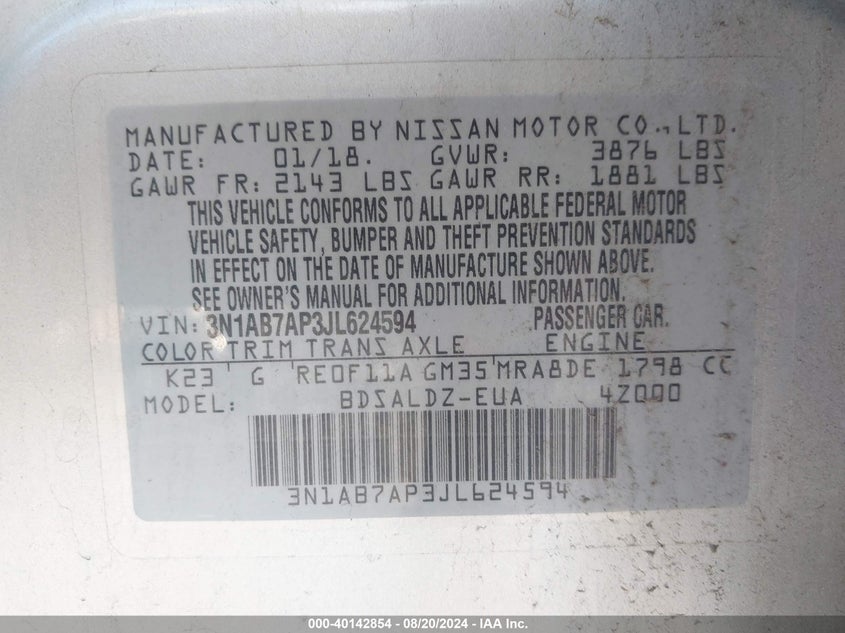 MANUFACTURED BY NISSAN MOTOR CO.,LTD.
DATE: 01/18. GVWR: 3876 LBS
GAWR FR: 2143 LBS GAWR RR: 1881 LBS
THIS VEHICLE CONFORMS TO ALL APPLICABLE FEDERAL MOTOR
VEHICLE SAFETY, BUMPER AND THEFT PREVENTION STANDARDS
IN EFFECT ON THE DATE OF MANUFACTURE SHOWN ABOVE.
SEE OWNER'S MANUAL FOR ADDITIONAL INFORMATION.
VIN: 3N1AB7AP3JL624594 PASSENGER CAR.
COLOR TRIM TRANS AXLE ENGINE
K23 G RE0F11A GM35 MRA8DE 1798 CC
MODEL: BDSALDZ-EUA 4Z000
3N1AB7AP3JL624594
000-40142854 | 08/20/2024 - IAA Inc.